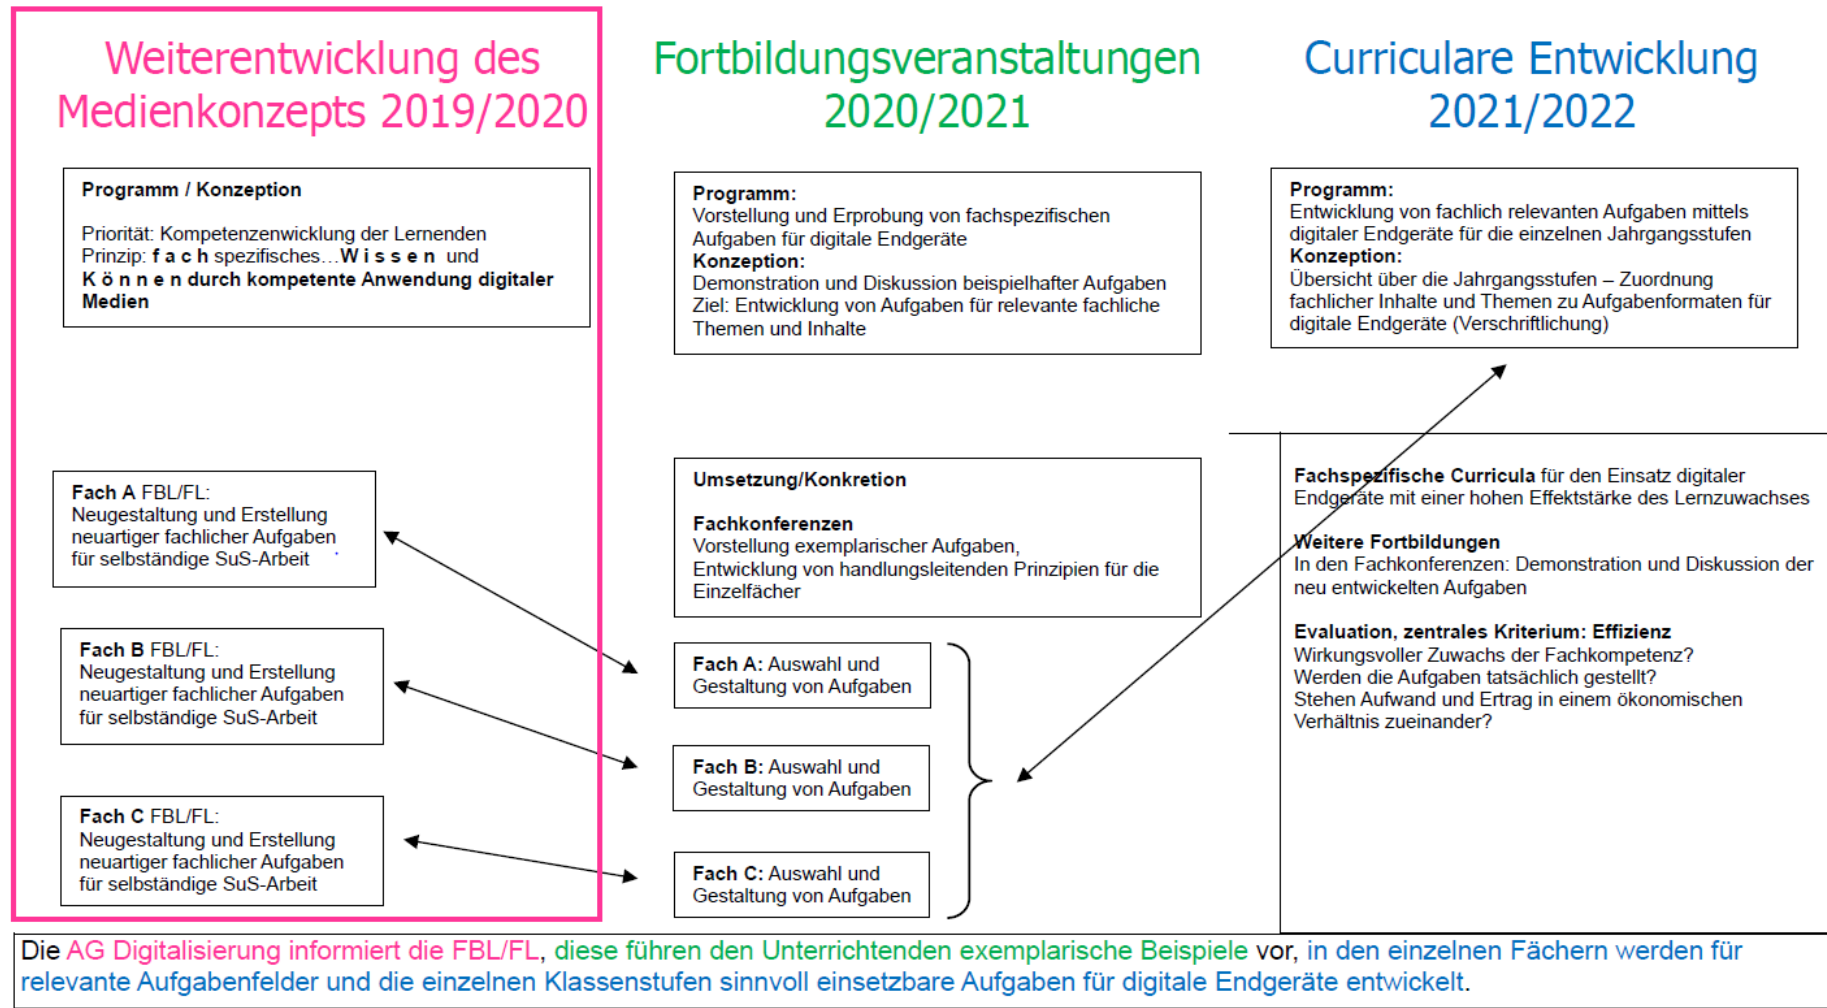 Weiterentwicklung des
Medienkonzepts 2019/2020
Programm / Konzeption
Priorität: Kompetenzenwicklung der Lernenden
Prinzip: f a c h spezifisches…W i s s e n und
K ö n n e n durch kompetente Anwendung digitaler
Medien
Fach A FBL/FL:
Neugestaltung und Erstellung
neuartiger fachlicher Aufgaben
für selbständige SuS-Arbeit
Fach B FBL/FL:
Neugestaltung und Erstellung
neuartiger fachlicher Aufgaben
für selbständige SuS-Arbeit
Fach C FBL/FL:
Neugestaltung und Erstellung
neuartiger fachlicher Aufgaben
für selbständige SuS-Arbeit
Fortbildungsveranstaltungen
2020/2021
Programm:
Vorstellung und Erprobung von fachspezifischen
Aufgaben für digitale Endgeräte
Konzeption:
Demonstration und Diskussion beispielhafter Aufgaben
Ziel: Entwicklung von Aufgaben für relevante fachliche
Themen und Inhalte
Umsetzung/Konkretion
Fachkonferenzen
Vorstellung exemplarischer Aufgaben,
Entwicklung von handlungsleitenden Prinzipien für die
Einzelfächer
Fach A: Auswahl und
Gestaltung von Aufgaben
Fach B: Auswahl und
Gestaltung von Aufgaben
Fach C: Auswahl und
Gestaltung von Aufgaben
Curriculare Entwicklung
2021/2022
Programm:
Entwicklung von fachlich relevanten Aufgaben mittels
digitaler Endgeräte für die einzelnen Jahrgangsstufen
Konzeption:
Übersicht über die Jahrgangsstufen – Zuordnung
fachlicher Inhalte und Themen zu Aufgabenformaten für
digitale Endgeräte (Verschriftlichung)
Fachspezifische Curricula für den Einsatz digitaler
Endgeräte mit einer hohen Effektstärke des Lernzuwachses
Weitere Fortbildungen
In den Fachkonferenzen: Demonstration und Diskussion der
neu entwickelten Aufgaben
Evaluation, zentrales Kriterium: Effizienz
Wirkungsvoller Zuwachs der Fachkompetenz?
Werden die Aufgaben tatsächlich gestellt?
Stehen Aufwand und Ertrag in einem ökonomischen
Verhältnis zueinander?
Die AG Digitalisierung informiert die FBL/FL, diese führen den Unterrichtenden exemplarische Beispiele vor, in den einzelnen Fächern werden für
relevante Aufgabenfelder und die einzelnen Klassenstufen sinnvoll einsetzbare Aufgaben für digitale Endgeräte entwickelt.